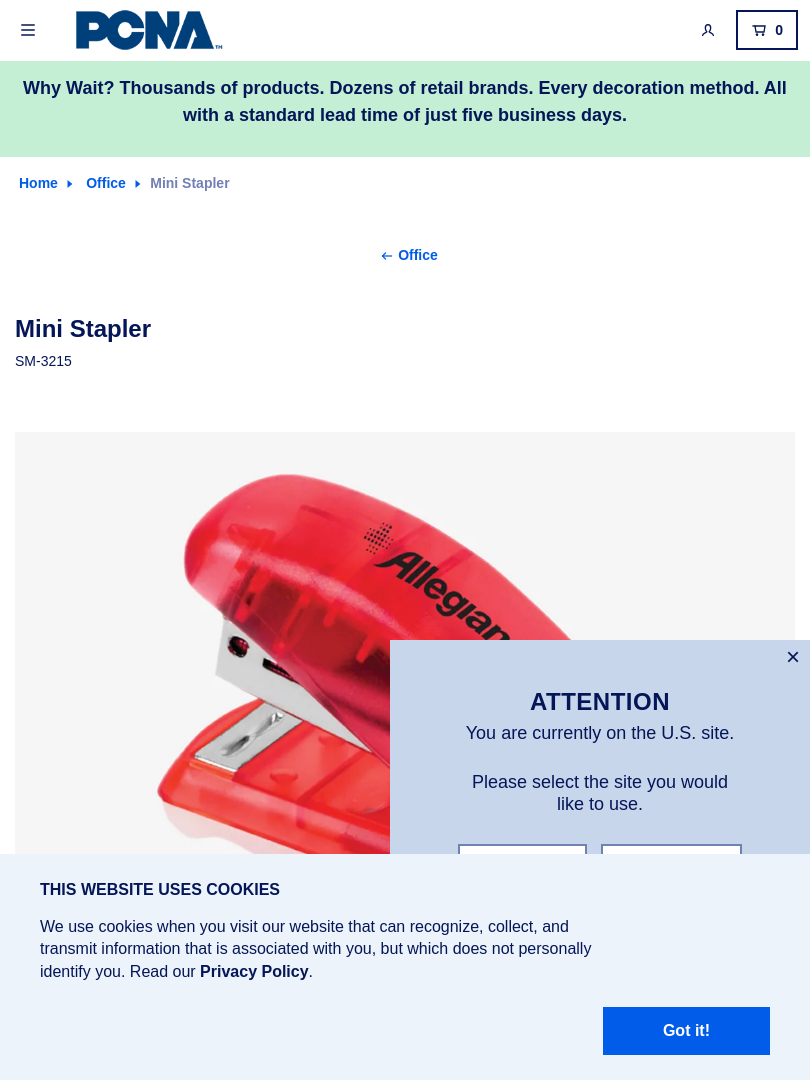 PCNA™
0
Why Wait? Thousands of products. Dozens of retail brands. Every decoration method. All
with a standard lead time of just five business days.
Home
Office
Mini Stapler
← Office
Mini Stapler
SM-3215
Allegian
×
ATTENTION
You are currently on the U.S. site.
Please select the site you would
like to use.
THIS WEBSITE USES COOKIES
We use cookies when you visit our website that can recognize, collect, and
transmit information that is associated with you, but which does not personally
identify you. Read our Privacy Policy.
Got it!